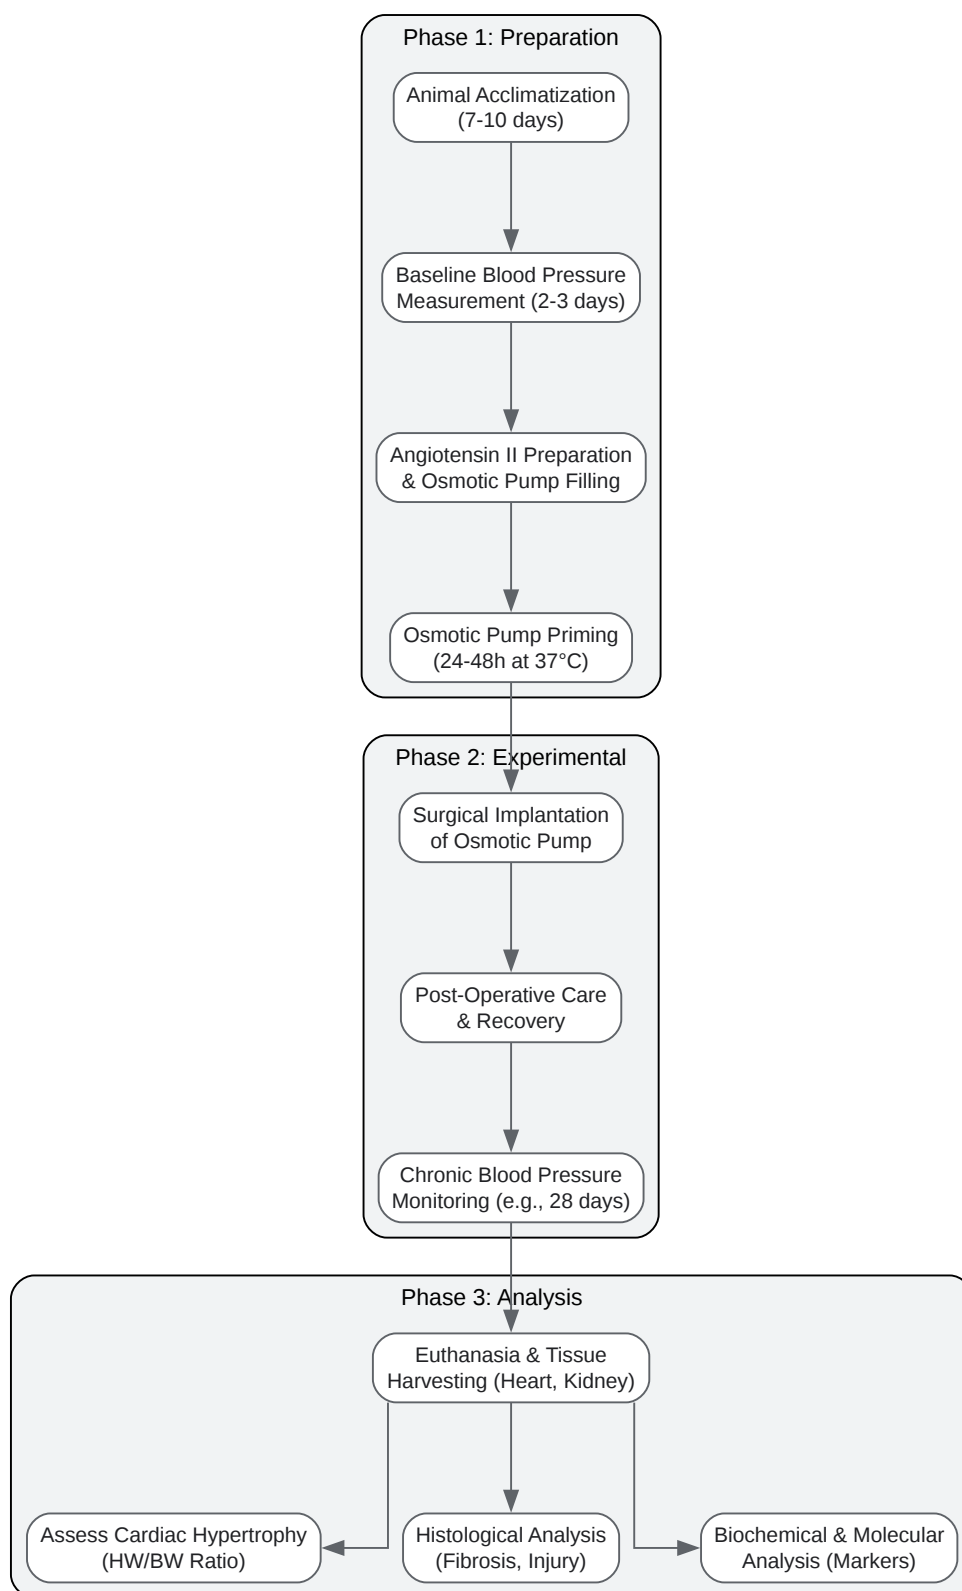 Phase 1: Preparation
Animal Acclimatization
(7-10 days)
Baseline Blood Pressure
Measurement (2-3 days)
Angiotensin II Preparation
& Osmotic Pump Filling
Osmotic Pump Priming
(24-48h at 37°C)
Phase 2: Experimental
Surgical Implantation
of Osmotic Pump
Post-Operative Care
& Recovery
Chronic Blood Pressure
Monitoring (e.g., 28 days)
Phase 3: Analysis
Euthanasia & Tissue
Harvesting (Heart, Kidney)
Assess Cardiac Hypertrophy
(HW/BW Ratio)
Histological Analysis
(Fibrosis, Injury)
Biochemical & Molecular
Analysis (Markers)